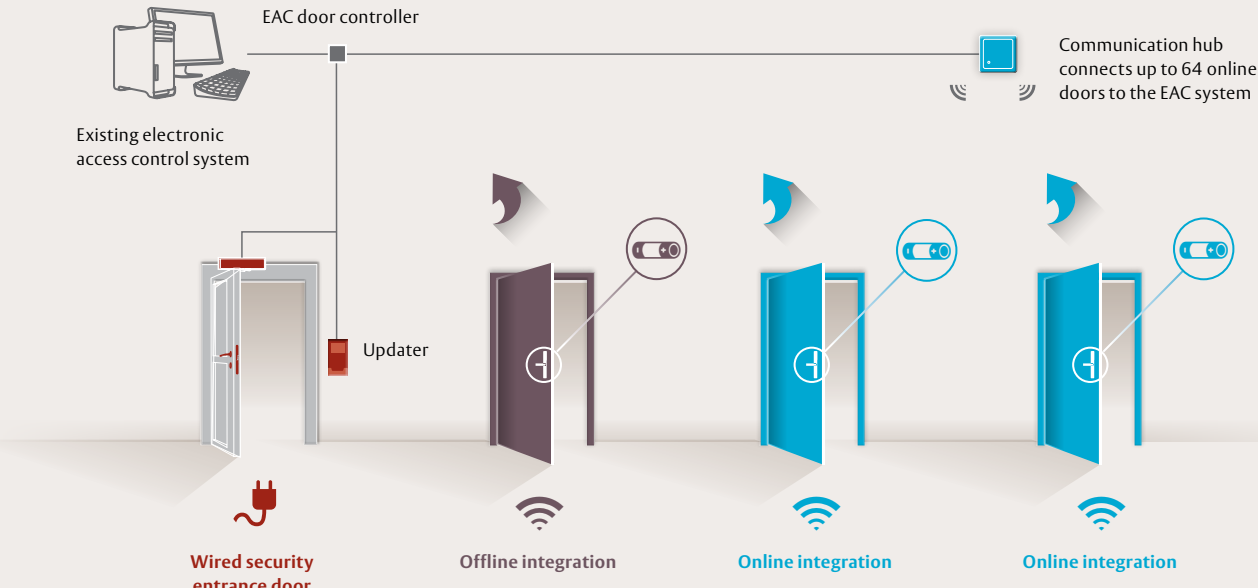 EAC door controller
Communication hub
connects up to 64 online
doors to the EAC system
Existing electronic
access control system
Updater
Wired security
entrance door
Offline integration
Online integration
Online integration